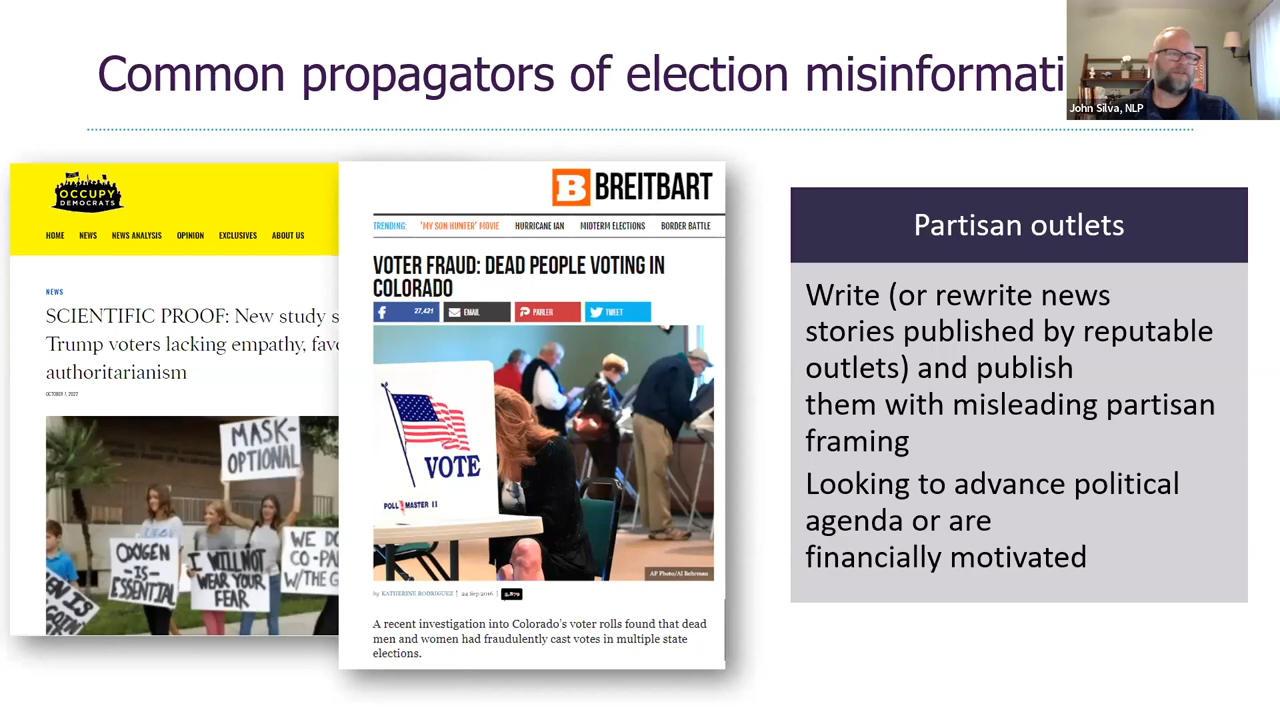 Common propagators of election misinformati
John Silva, NLP
OCCUPY
DEMOCRATS
HOME NEWS NEWS ANALYSIS OPINION EXCLUSIVES ABOUT US
NEWS
SCIENTIFIC PROOF: New study s
Trump voters lacking empathy, favo
authoritarianism
OCTOBER 7, 2022
MASK-
OPTIONAL
OXYGEN
-IS-
ESSENTIAL
I WILL NOT
WEAR YOUR
FEAR
WE DO
CO-PA
W/THE G
B BREITBART
TRENDING: 'MY SON HUNTER' MOVIE HURRICANE IAN MIDTERM ELECTIONS BORDER BATTLE
VOTER FRAUD: DEAD PEOPLE VOTING IN
COLORADO
27,421 EMAIL PARLER TWEET
VOTE
POLL MASTER II
AP Photo/Al Behrman
by KATHERINE RODRIGUEZ | 24 Sep 2016 | 5,879
A recent investigation into Colorado's voter rolls found that dead
men and women had fraudulently cast votes in multiple state
elections.
Partisan outlets
Write (or rewrite news
stories published by reputable
outlets) and publish
them with misleading partisan
framing
Looking to advance political
agenda or are
financially motivated